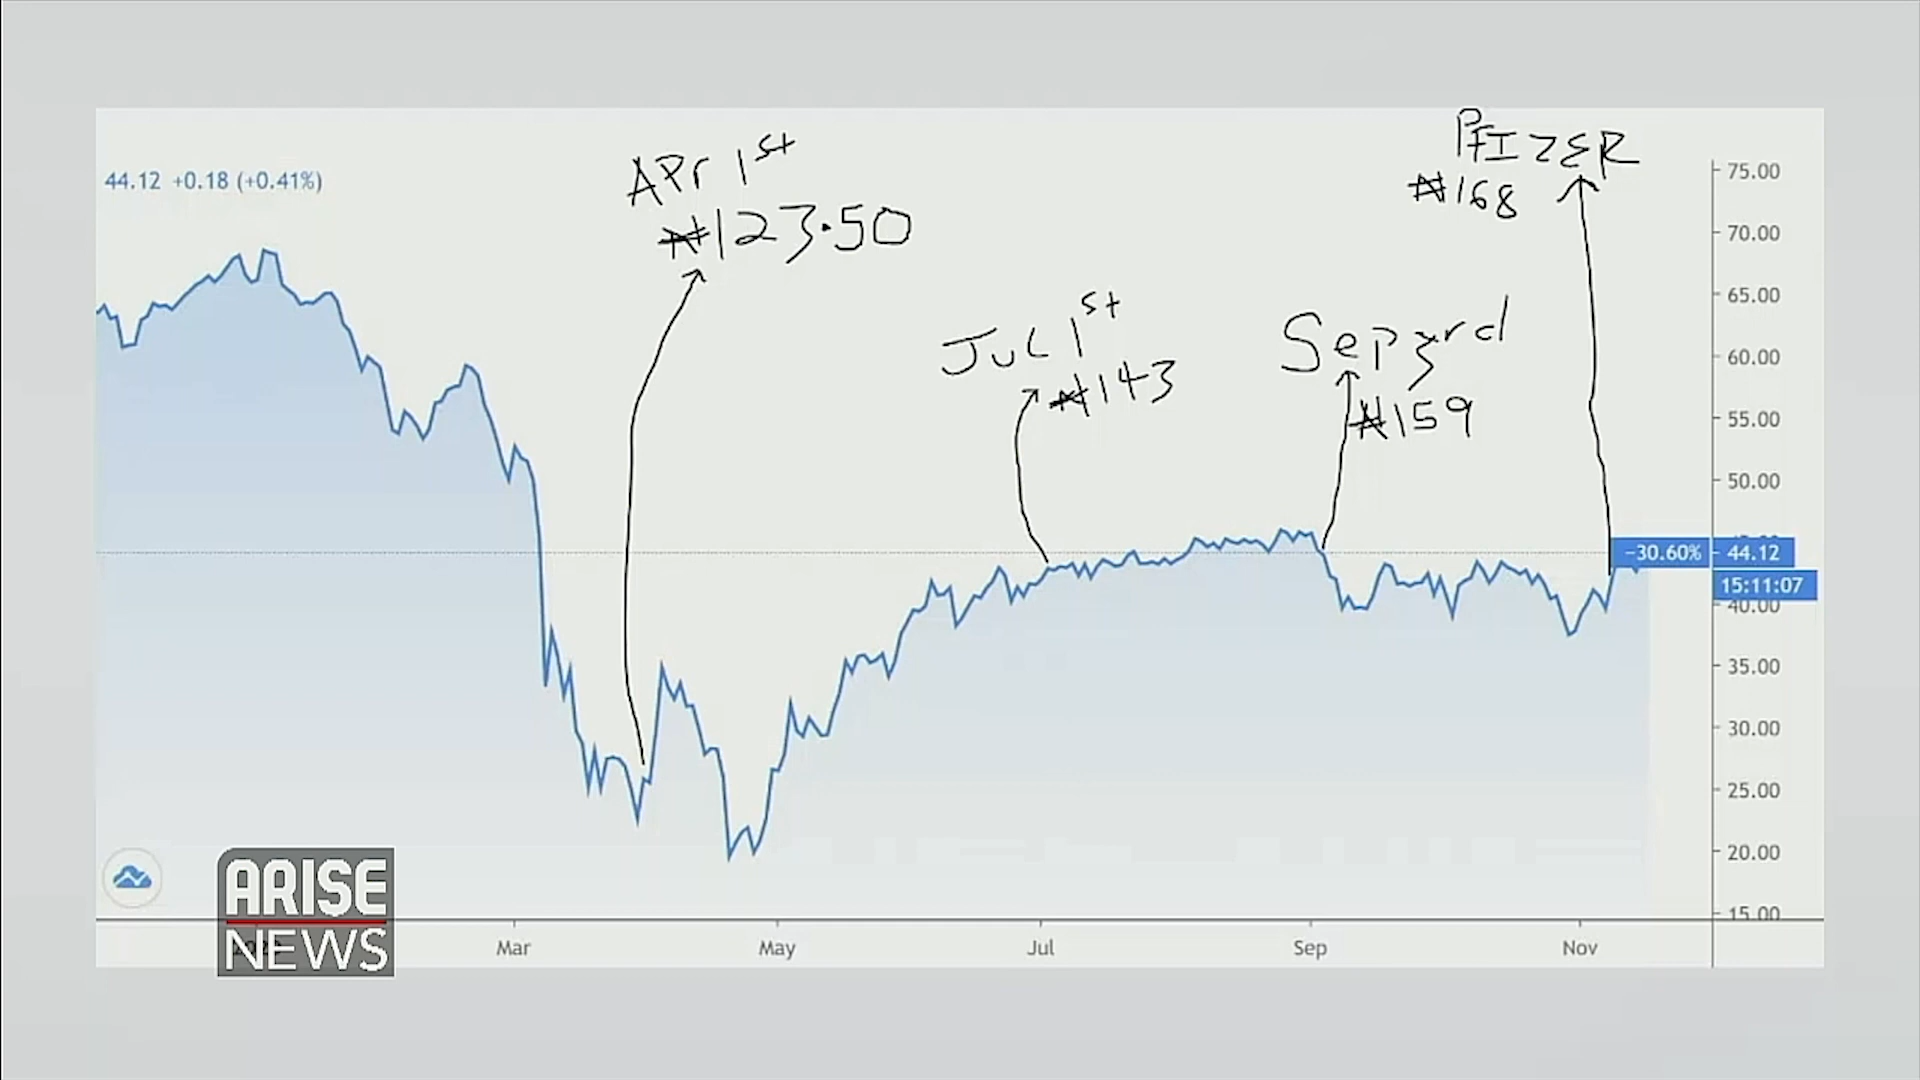 44.12 +0.18 (+0.41%)
APr 1st
₦123.50
JUL 1st
₦143
Sep 3rd
₦159
PFIZER
₦168
75.00
70.00
65.00
60.00
55.00
50.00
−30.60% 44.12
15:11:07
40.00
35.00
30.00
25.00
20.00
15.00
Mar May Jul Sep Nov
ARISE
NEWS